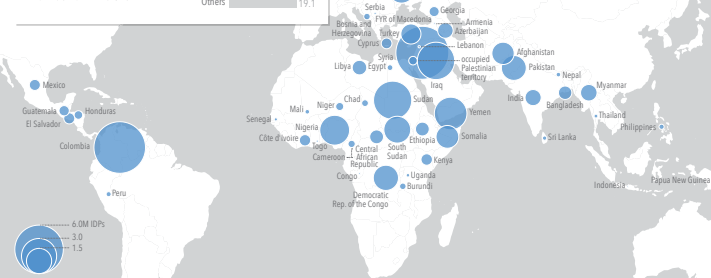 Others 19.1
Serbia
Georgia
Bosnia and
Herzegovina
FYR of Macedonia
Armenia
Azerbaijan
Turkey
Cyprus
Lebanon
Syria
occupied
Palestinian
territory
Iraq
Libya
Egypt
Afghanistan
Pakistan
Nepal
Mexico
Guatemala
Honduras
El Salvador
Colombia
Peru
Mali
Niger
Chad
Sudan
Senegal
Nigeria
Côte d'Ivoire
Togo
Cameroon
Central
African
Republic
South
Sudan
Ethiopia
Yemen
Somalia
Kenya
Congo
Uganda
Burundi
Democratic
Rep. of the Congo
India
Bangladesh
Myanmar
Thailand
Philippines
Sri Lanka
Indonesia
Papua New Guinea
6.0M IDPs
3.0
1.5